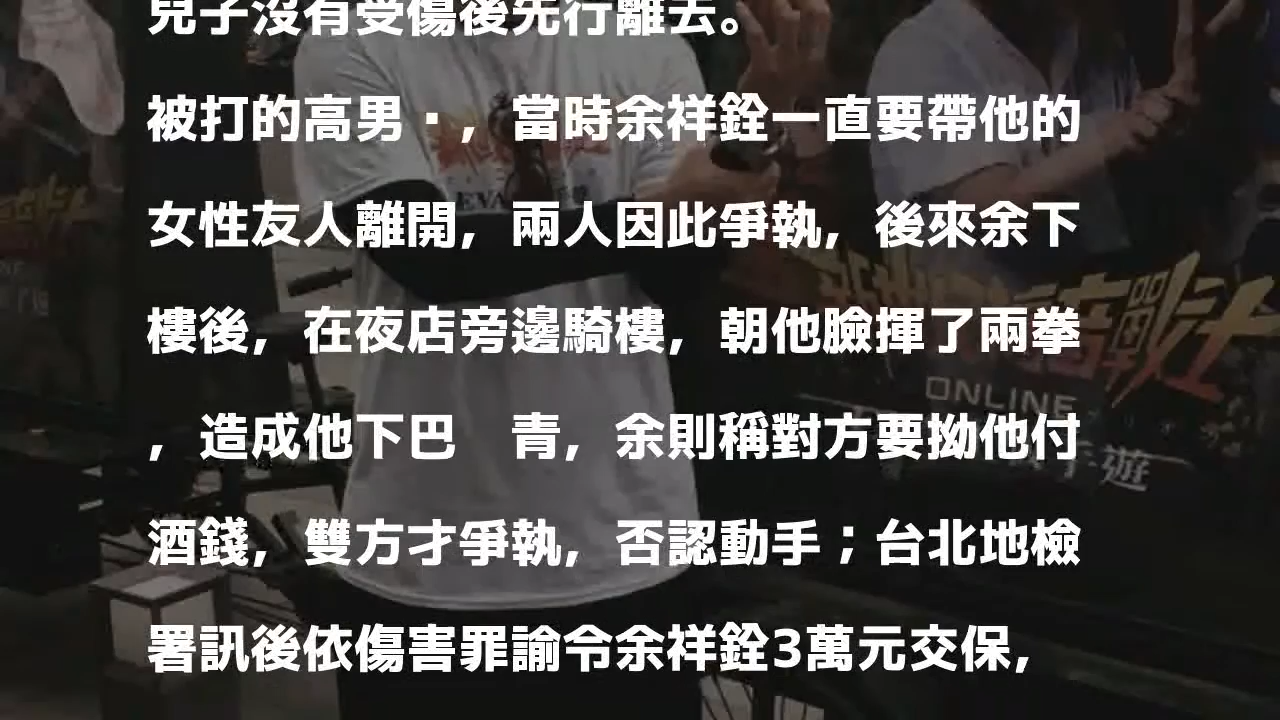 兒子沒有受傷後先行離去。
被打的高男·，當時余祥銓一直要帶他的
女性友人離開，兩人因此爭執，後來余下
樓後，在夜店旁邊騎樓，朝他臉揮了兩拳
，造成他下巴　青，余則稱對方要拗他付
酒錢，雙方才爭執，否認動手；台北地檢
署訊後依傷害罪諭令余祥銓3萬元交保，
EVA
ONLINE
手遊
ONLINE